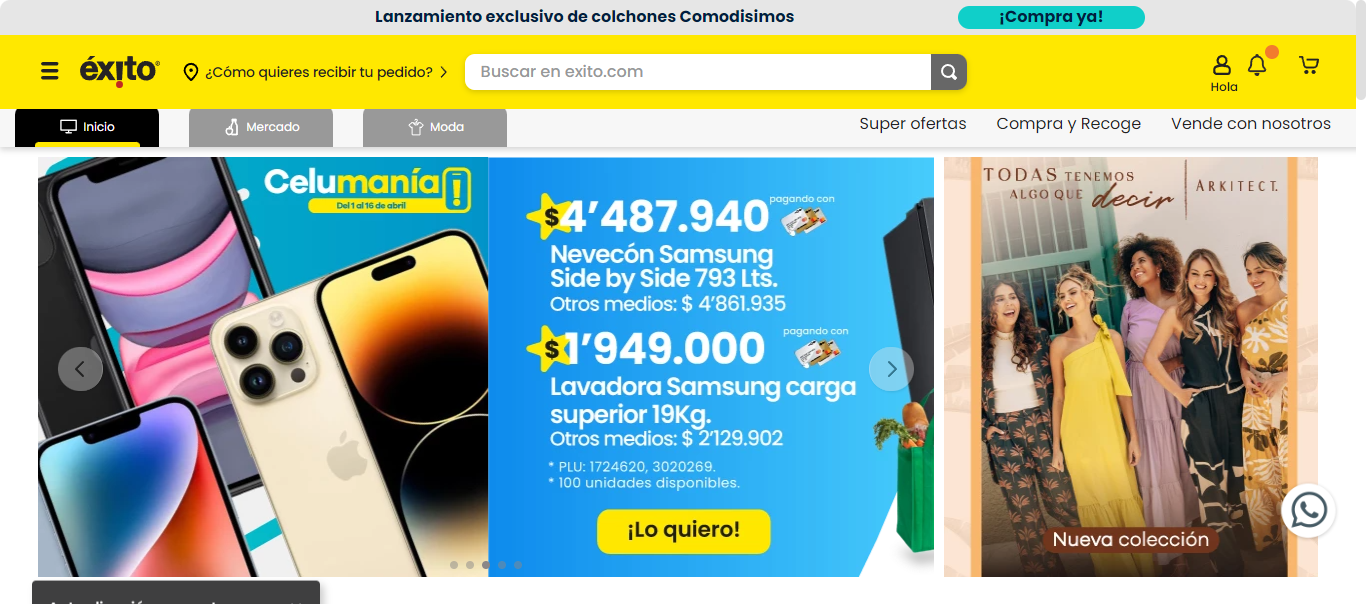 Lanzamiento exclusivo de colchones Comodisimos
¡Compra ya!
éxito
¿Cómo quieres recibir tu pedido?
Buscar en exito.com
Hola
Inicio
Mercado
Moda
Super ofertas
Compra y Recoge
Vende con nosotros
Celumanía!
Del 1 al 16 de abril
$4’487.940
pagando con
Nevecón Samsung
Side by Side 793 Lts.
Otros medios: $ 4’861.935
$1’949.000
pagando con
Lavadora Samsung carga
superior 19Kg.
Otros medios: $ 2’129.902
* PLU: 1724620, 3020269.
* 100 unidades disponibles.
¡Lo quiero!
TODAS TENEMOS
ALGO QUE decir
ARKITECT.
Nueva colección